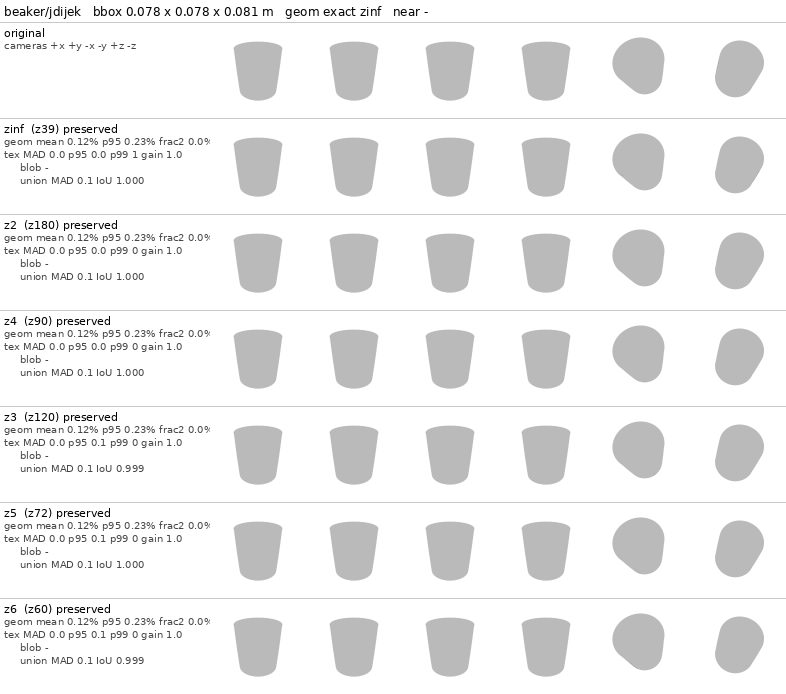 beaker/jdijek bbox 0.078 x 0.078 x 0.081 m geom exact zinf near -
original
cameras +x +y -x -y +z -z
zinf (z39) preserved
geom mean 0.12% p95 0.23% frac2 0.0%
tex MAD 0.0 p95 0.0 p99 1 gain 1.0
blob -
union MAD 0.1 IoU 1.000
z2 (z180) preserved
geom mean 0.12% p95 0.23% frac2 0.0%
tex MAD 0.0 p95 0.0 p99 0 gain 1.0
blob -
union MAD 0.1 IoU 1.000
z4 (z90) preserved
geom mean 0.12% p95 0.23% frac2 0.0%
tex MAD 0.0 p95 0.0 p99 0 gain 1.0
blob -
union MAD 0.1 IoU 1.000
z3 (z120) preserved
geom mean 0.12% p95 0.23% frac2 0.0%
tex MAD 0.0 p95 0.1 p99 0 gain 1.0
blob -
union MAD 0.1 IoU 0.999
z5 (z72) preserved
geom mean 0.12% p95 0.23% frac2 0.0%
tex MAD 0.0 p95 0.1 p99 0 gain 1.0
blob -
union MAD 0.1 IoU 1.000
z6 (z60) preserved
geom mean 0.12% p95 0.23% frac2 0.0%
tex MAD 0.0 p95 0.1 p99 0 gain 1.0
blob -
union MAD 0.1 IoU 0.999